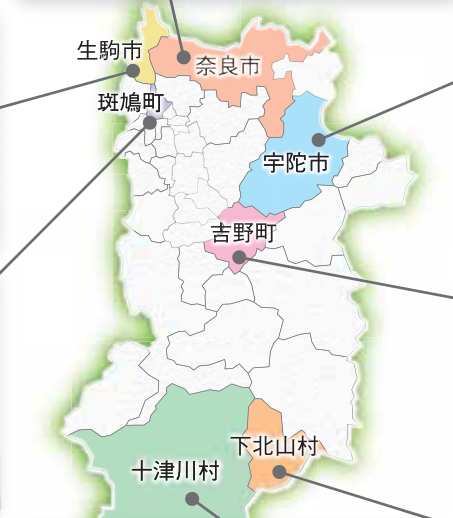 生駒市
奈良市
斑鳩町
宇陀市
吉野町
下北山村
十津川村